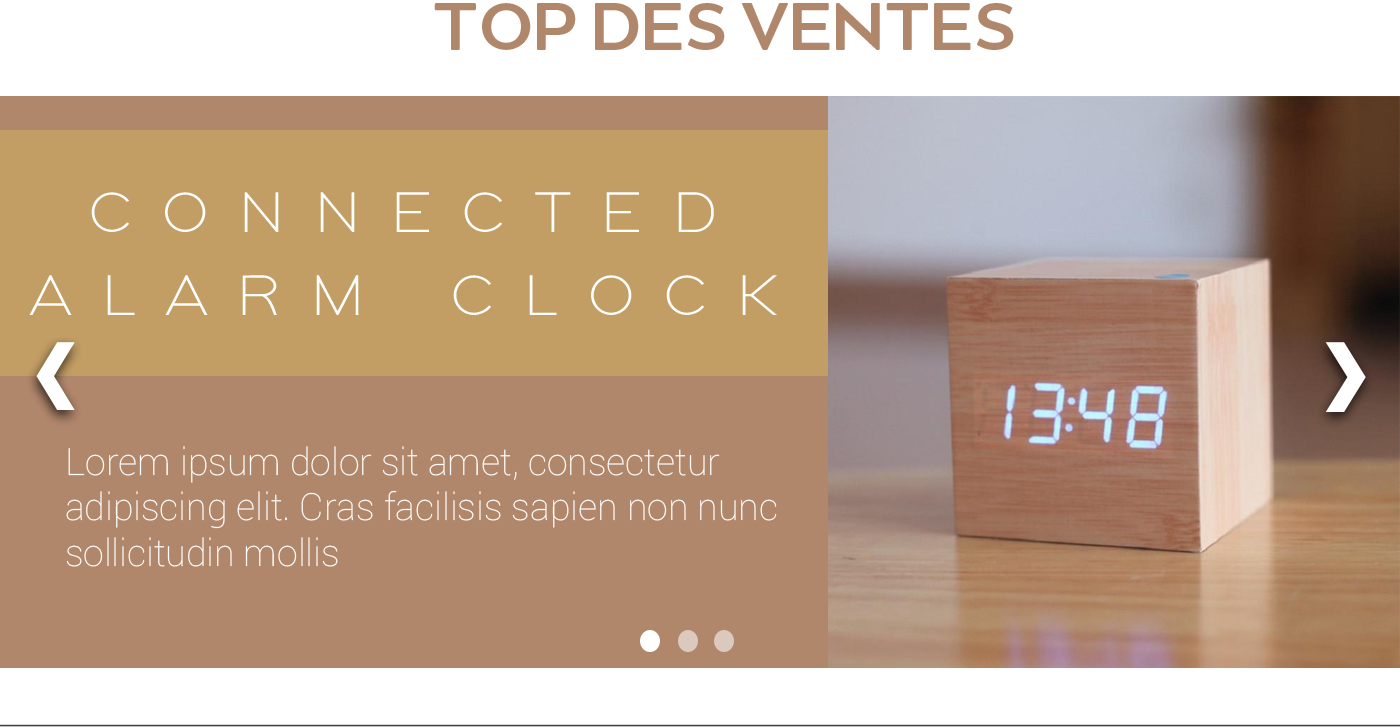 TOP DES VENTES
CONNECTED
ALARM CLOCK
Lorem ipsum dolor sit amet, consectetur
adipiscing elit. Cras facilisis sapien non nunc
sollicitudin mollis
13:48